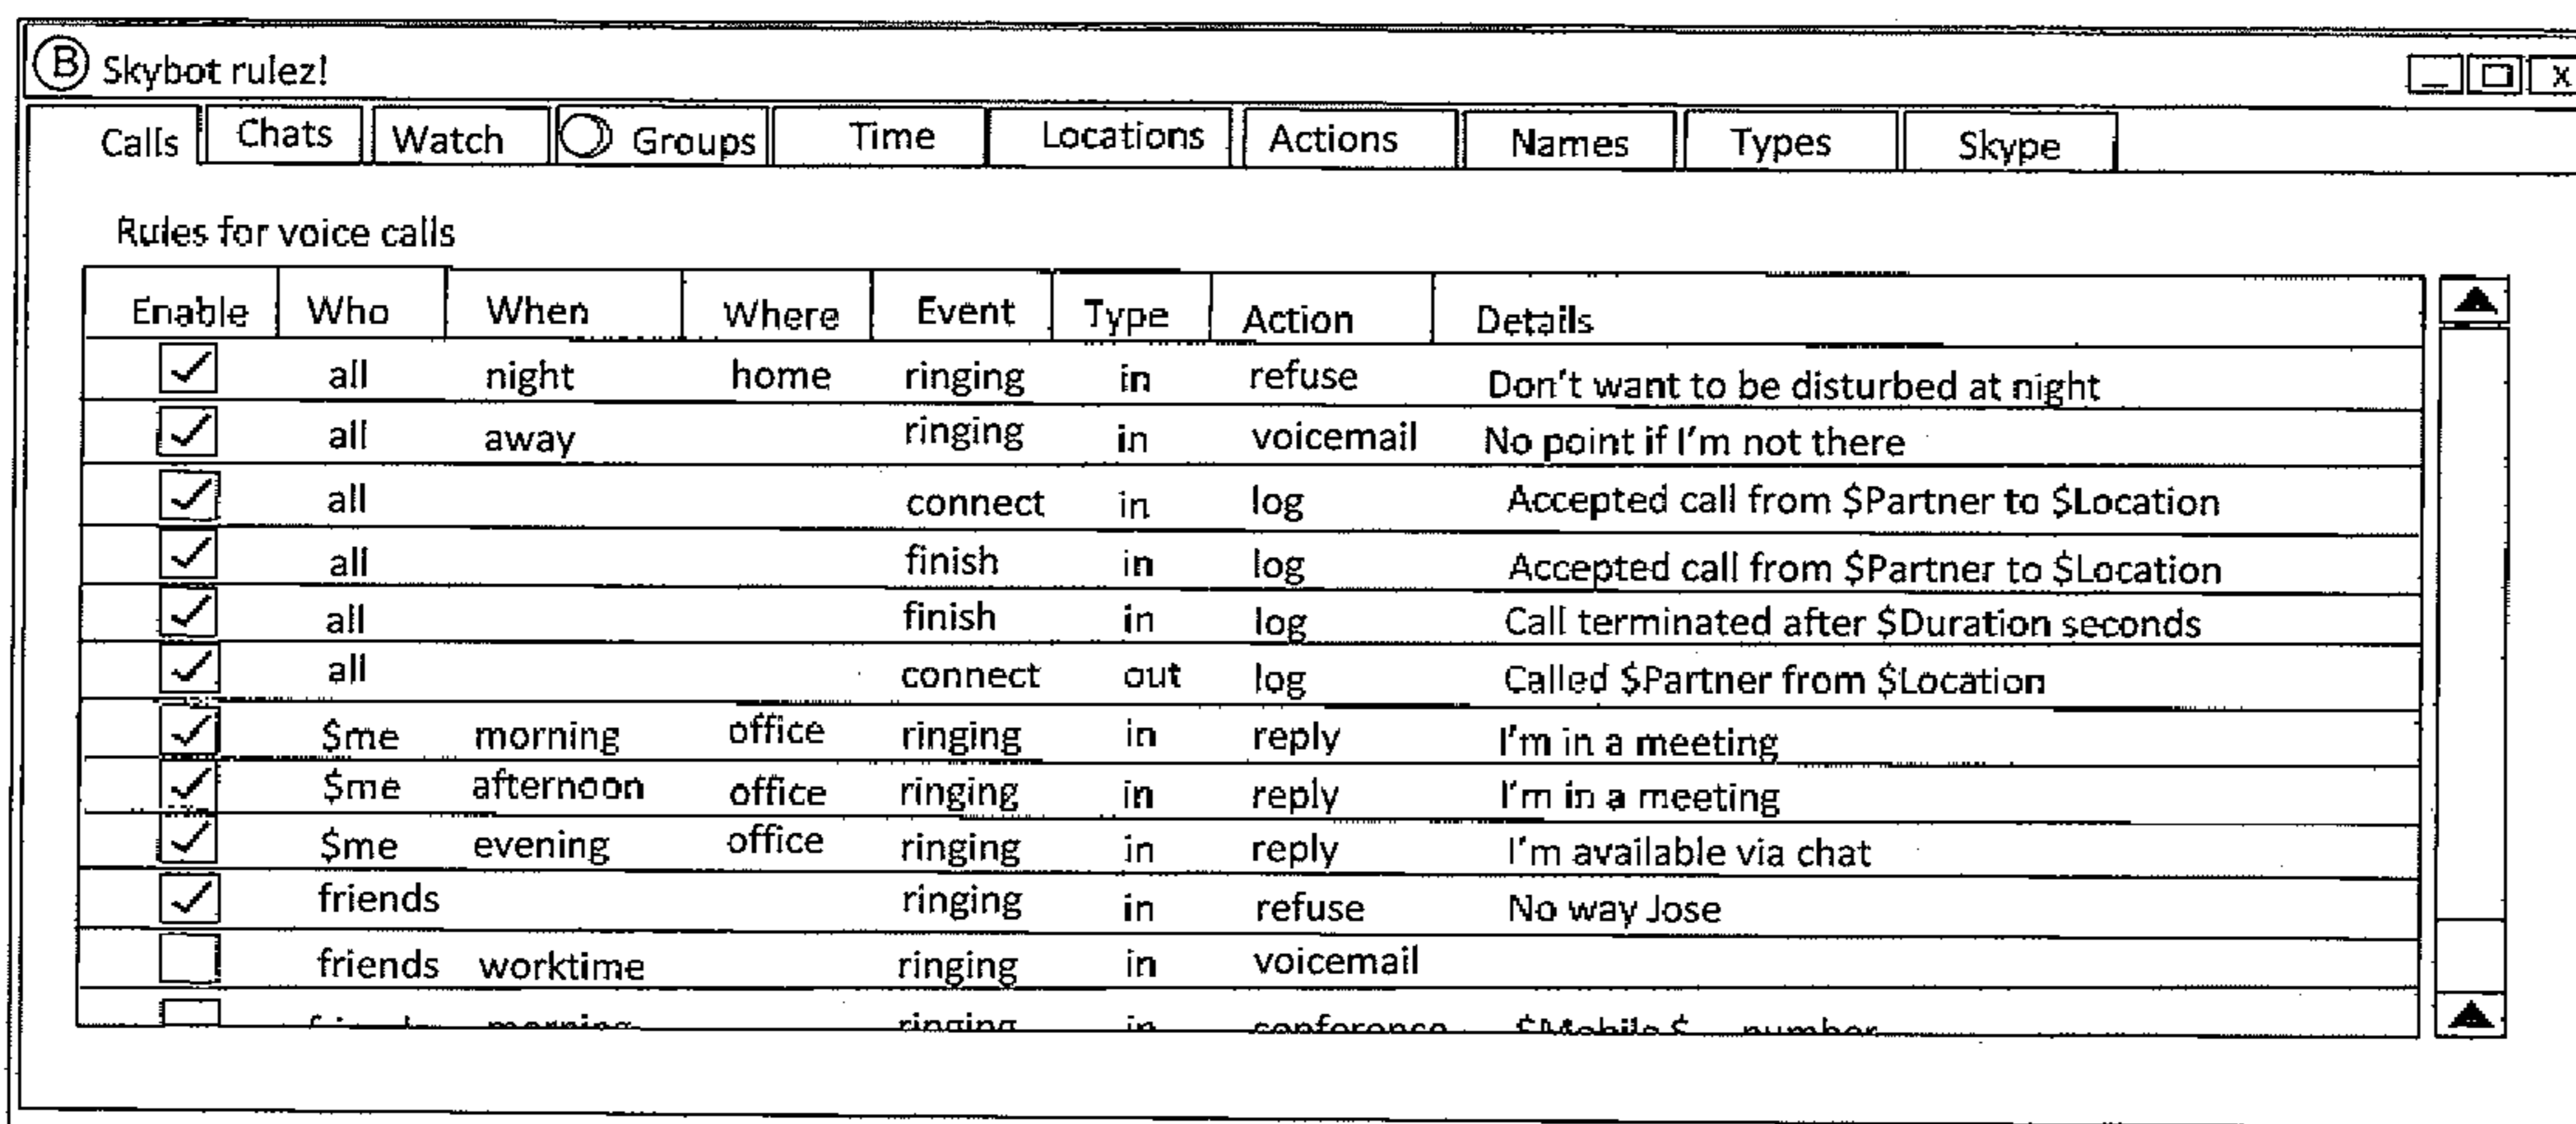 B Skybot rulez! _ X
Calls Chats Watch Groups Time Locations Actions Names Types Skype
Rules for voice calls
Enable Who When Where Event Type Action Details
all night home ringing in refuse Don't want to be disturbed at night
all away ringing in voicemail No point if I'm not there
all connect in log Accepted call from $Partner to $Location
all finish in log Accepted call from $Partner to $Location
all finish in log Call terminated after $Duration seconds
all connect out log Called $Partner from $Location
$me morning office ringing in reply I'm in a meeting
$me afternoon office ringing in reply I'm in a meeting
$me evening office ringing in reply I'm available via chat
friends ringing in refuse No way Jose
friends worktime ringing in voicemail
morning ringing in conference number